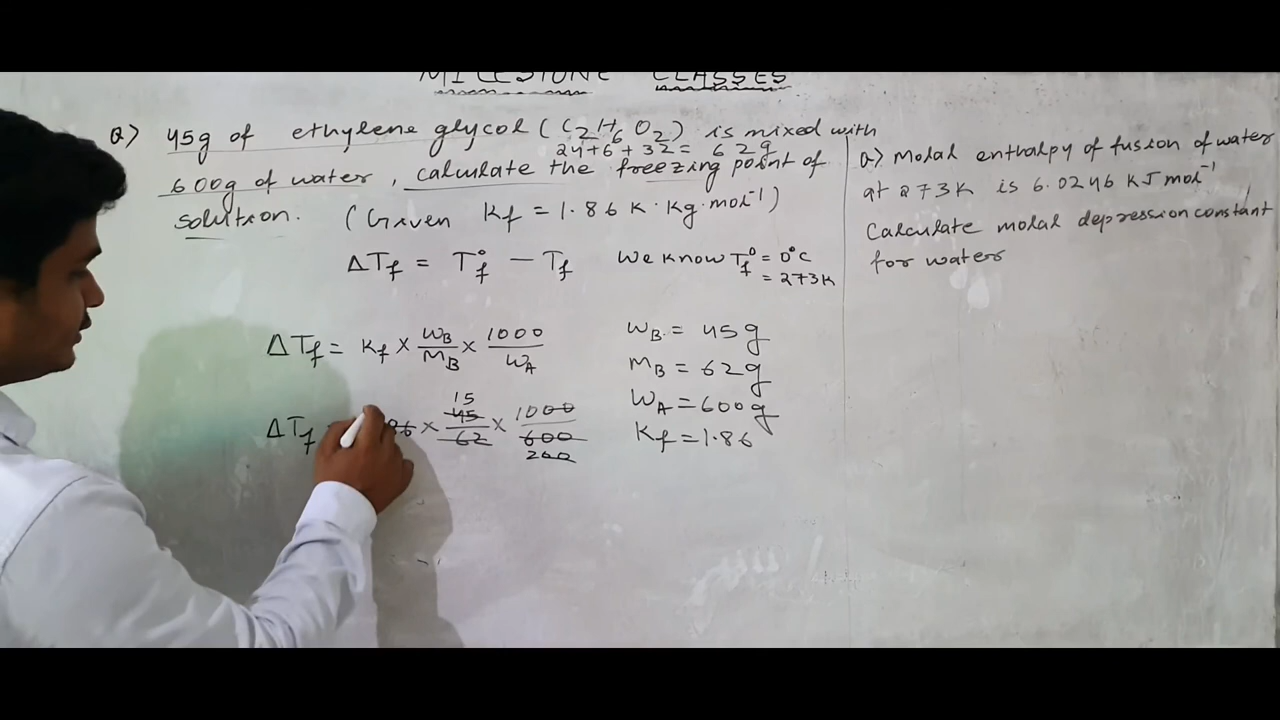 MILESTONE CLASSES
Q) 45g of ethylene glycol (C2H6O2) is mixed with
24+6+32 = 62g
600g of water, calculate the freezing point of
solution. (Given Kf = 1.86 K·Kg·mol⁻¹)
ΔTf = T°f − Tf We know T°f = 0°C
= 273K
ΔTf = Kf × WB/MB × 1000/WA
WB = 45g
MB = 62g
WA = 600g
Kf = 1.86
15
ΔTf × 45/62 × 1000/600
200
Q) Molal enthalpy of fusion of water
at 273K is 6.0246 KJ mol⁻¹
Calculate molal depression constant
for water